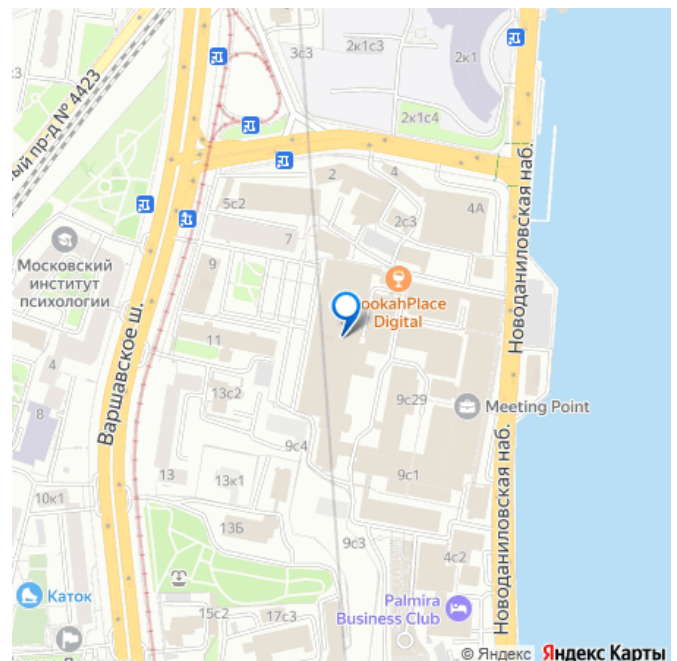 3с3
2к1с3
2к1
ый пр-д № 4423
2к1с4
2
4
5с2
2с3
4А
7
Московский
институт
психологии
9
ookahPlace
Digital
Новоданиловская наб.
Варшавское ш.
11
4
13с2
9с29
Meeting Point
8
9с4
13
13к1
9с1
10к1
13Б
9с3
Новоданиловская наб.
4с2
Каток
15с2
17с3
Palmira
Business Club
© Яндекс Яндекс Карты